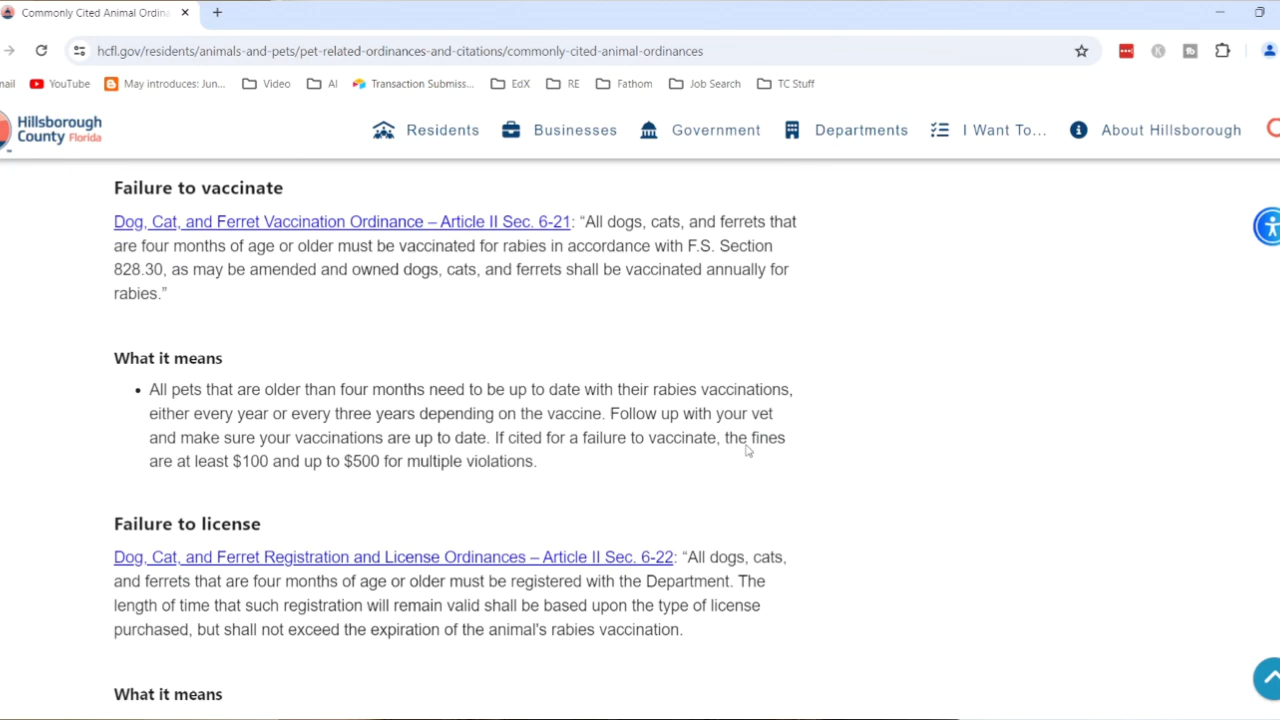 Commonly Cited Animal Ordina
hcfl.gov/residents/animals-and-pets/pet-related-ordinances-and-citations/commonly-cited-animal-ordinances
mail YouTube May introduces: Jun... Video AI Transaction Submiss... EdX RE Fathom Job Search TC Stuff
Hillsborough
County Florida
Residents Businesses Government Departments I Want To... About Hillsborough
Failure to vaccinate
Dog, Cat, and Ferret Vaccination Ordinance – Article II Sec. 6-21: “All dogs, cats, and ferrets that
are four months of age or older must be vaccinated for rabies in accordance with F.S. Section
828.30, as may be amended and owned dogs, cats, and ferrets shall be vaccinated annually for
rabies.”
What it means
• All pets that are older than four months need to be up to date with their rabies vaccinations,
either every year or every three years depending on the vaccine. Follow up with your vet
and make sure your vaccinations are up to date. If cited for a failure to vaccinate, the fines
are at least $100 and up to $500 for multiple violations.
Failure to license
Dog, Cat, and Ferret Registration and License Ordinances – Article II Sec. 6-22: “All dogs, cats,
and ferrets that are four months of age or older must be registered with the Department. The
length of time that such registration will remain valid shall be based upon the type of license
purchased, but shall not exceed the expiration of the animal's rabies vaccination.
What it means